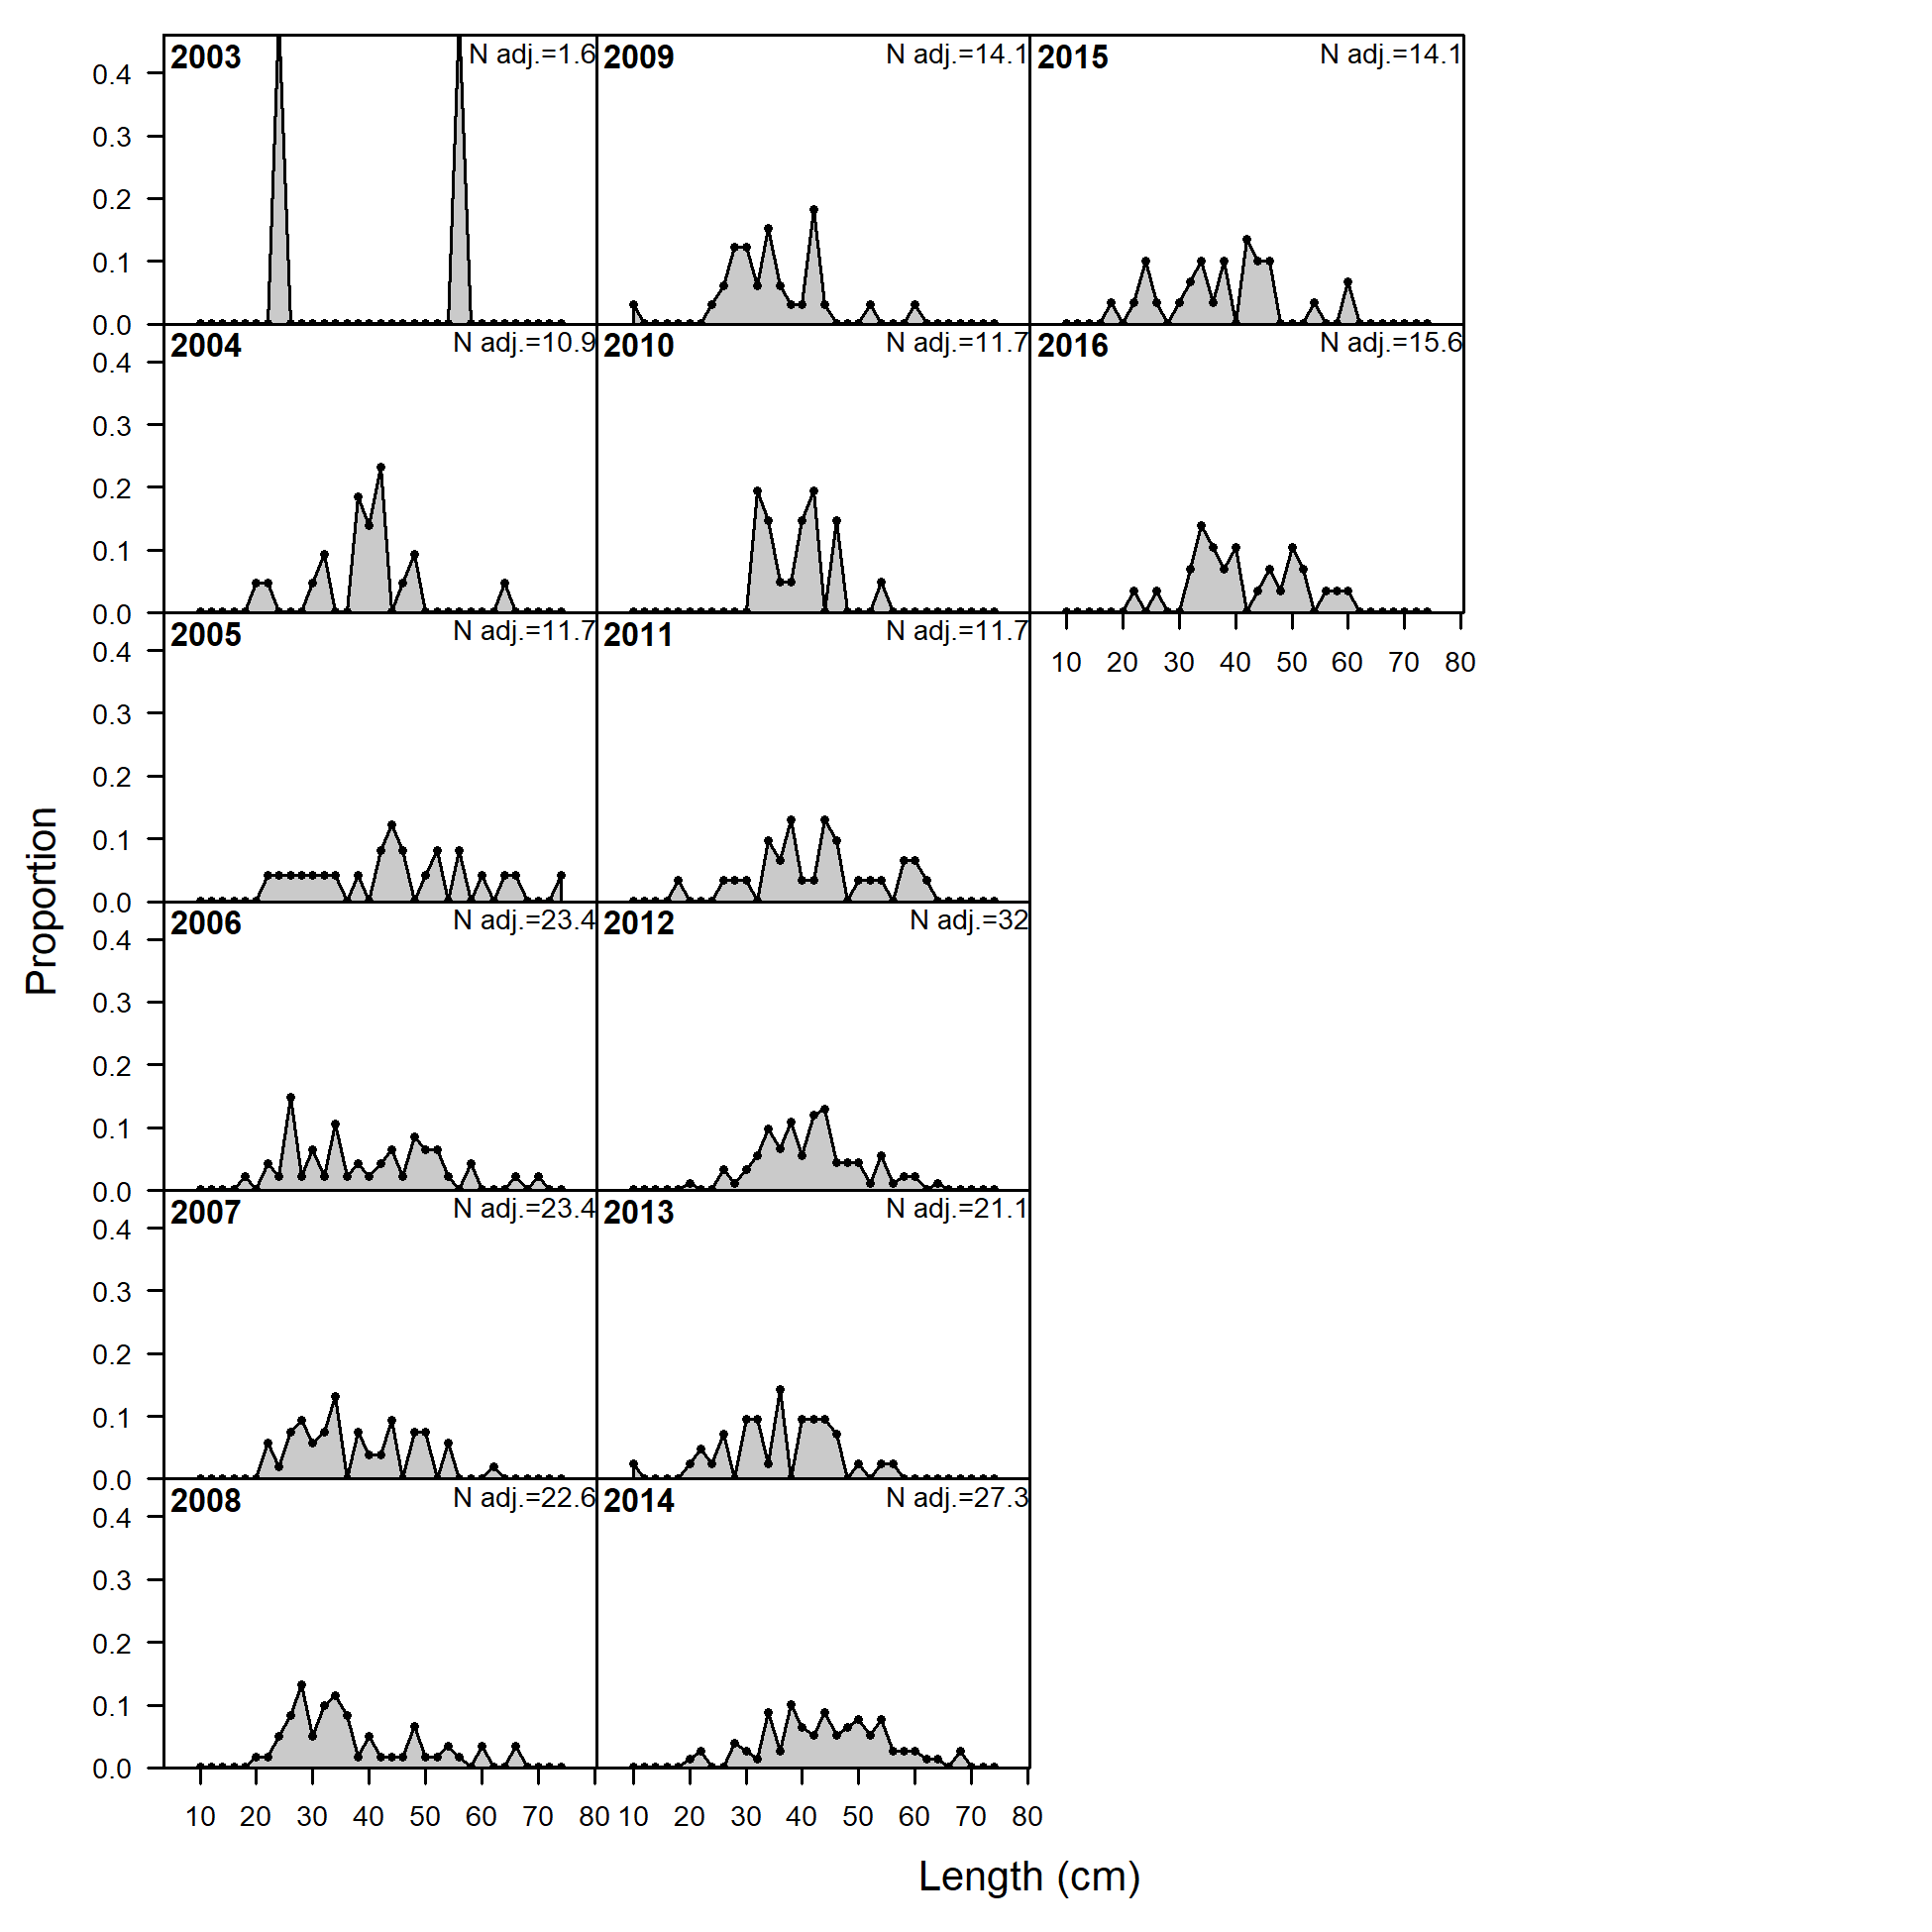 2003 N adj.=1.6
2009 N adj.=14.1
2015 N adj.=14.1
0.4
0.3
0.2
0.1
0.0
2004 N adj.=10.9
2010 N adj.=11.7
2016 N adj.=15.6
0.4
0.3
0.2
0.1
0.0
10 20 30 40 50 60 70 80
2005 N adj.=11.7
2011 N adj.=11.7
0.4
0.3
0.2
0.1
0.0
Proportion
2006 N adj.=23.4
2012 N adj.=32
0.4
0.3
0.2
0.1
0.0
2007 N adj.=23.4
2013 N adj.=21.1
0.4
0.3
0.2
0.1
0.0
2008 N adj.=22.6
2014 N adj.=27.3
0.4
0.3
0.2
0.1
0.0
10 20 30 40 50 60 70 80
10 20 30 40 50 60 70 80
Length (cm)